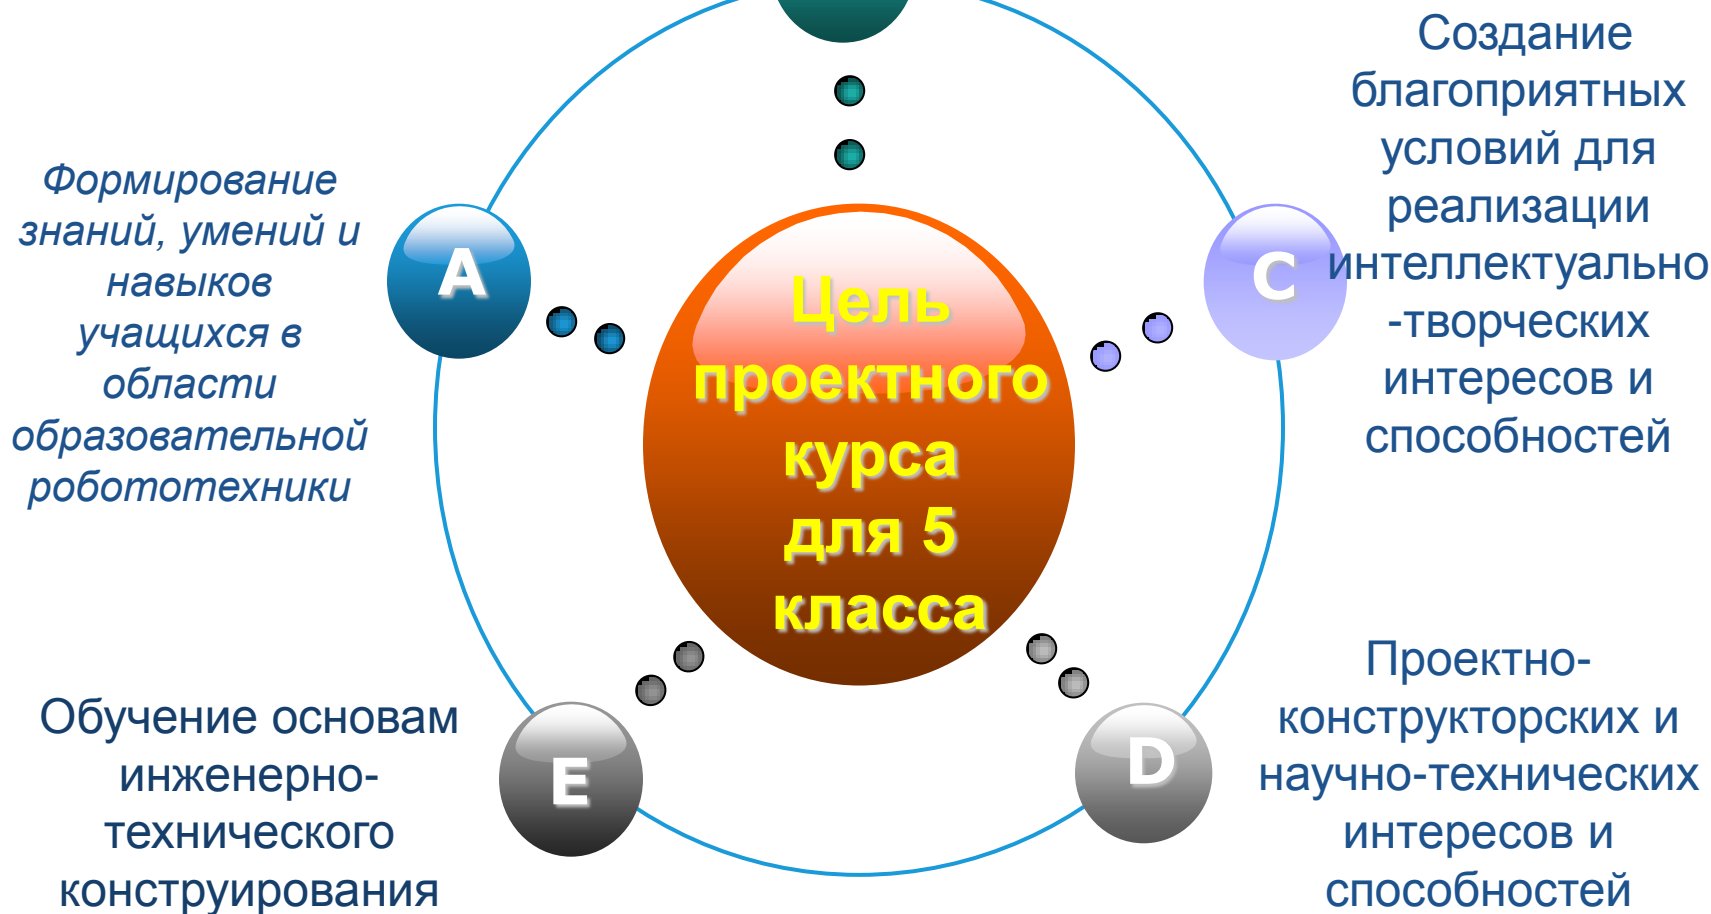 Формирование
знаний, умений и
навыков
учащихся в
области
образовательной
робототехники
A
Цель
проектного
курса
для 5
класса
C
Создание
благоприятных
условий для
реализации
интеллектуально
-творческих
интересов и
способностей
Обучение основам
инженерно-
технического
конструирования
E
D
Проектно-
конструкторских и
научно-технических
интересов и
способностей